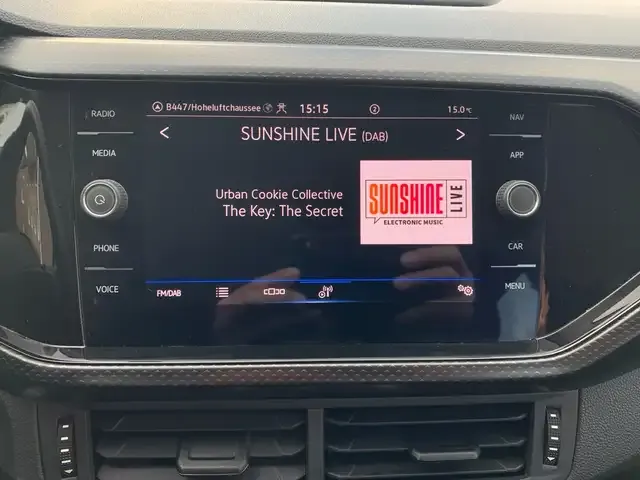 RADIO
MEDIA
PHONE
VOICE
B447/Hoheluftchaussee 15:15 2 15.0°C
SUNSHINE LIVE (DAB)
Urban Cookie Collective
The Key: The Secret
SUNSHINE LIVE
ELECTRONIC MUSIC
FM/DAB
NAV
APP
CAR
MENU